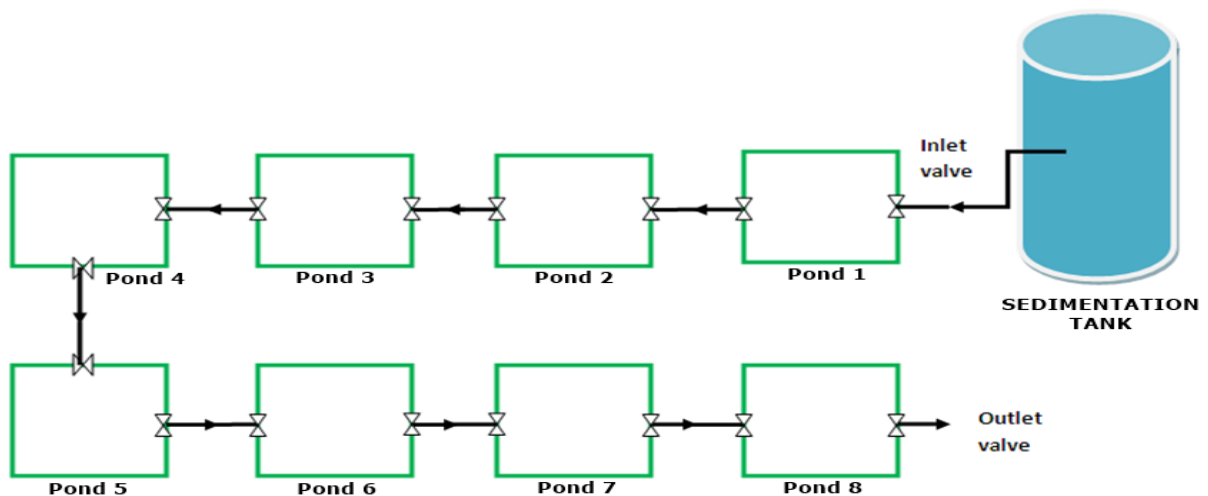 Inlet
valve
Pond 4
Pond 3
Pond 2
Pond 1
SEDIMENTATION
TANK
Outlet
valve
Pond 5
Pond 6
Pond 7
Pond 8